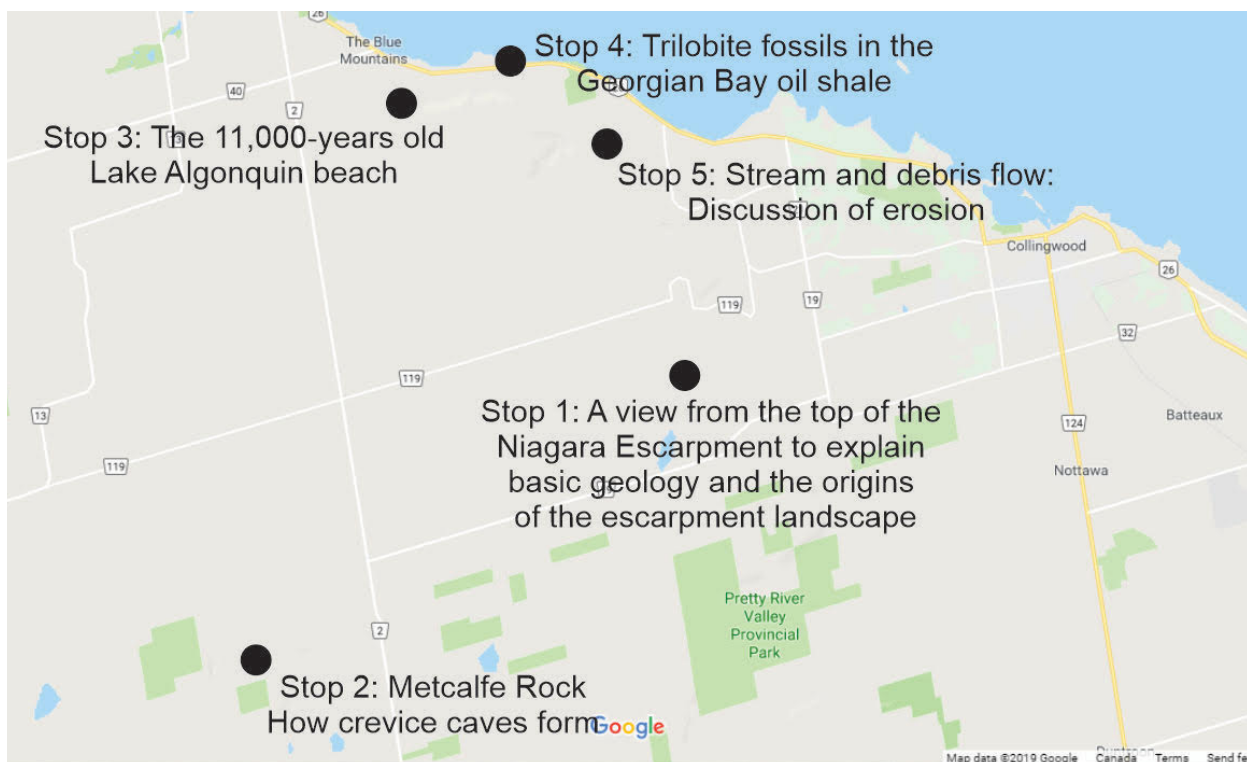 26
The Blue
Mountains
Stop 4: Trilobite fossils in the
Georgian Bay oil shale
40
2
Stop 3: The 11,000-years old
Lake Algonquin beach
Stop 5: Stream and debris flow:
Discussion of erosion
Collingwood
26
119
19
32
119
13
Stop 1: A view from the top of the
Niagara Escarpment to explain
basic geology and the origins
of the escarpment landscape
Batteaux
124
119
Nottawa
Pretty River
Valley
Provincial
Park
2
Stop 2: Metcalfe Rock
How crevice caves form
Google
Map data ©2019 Google Canada Terms Send fe